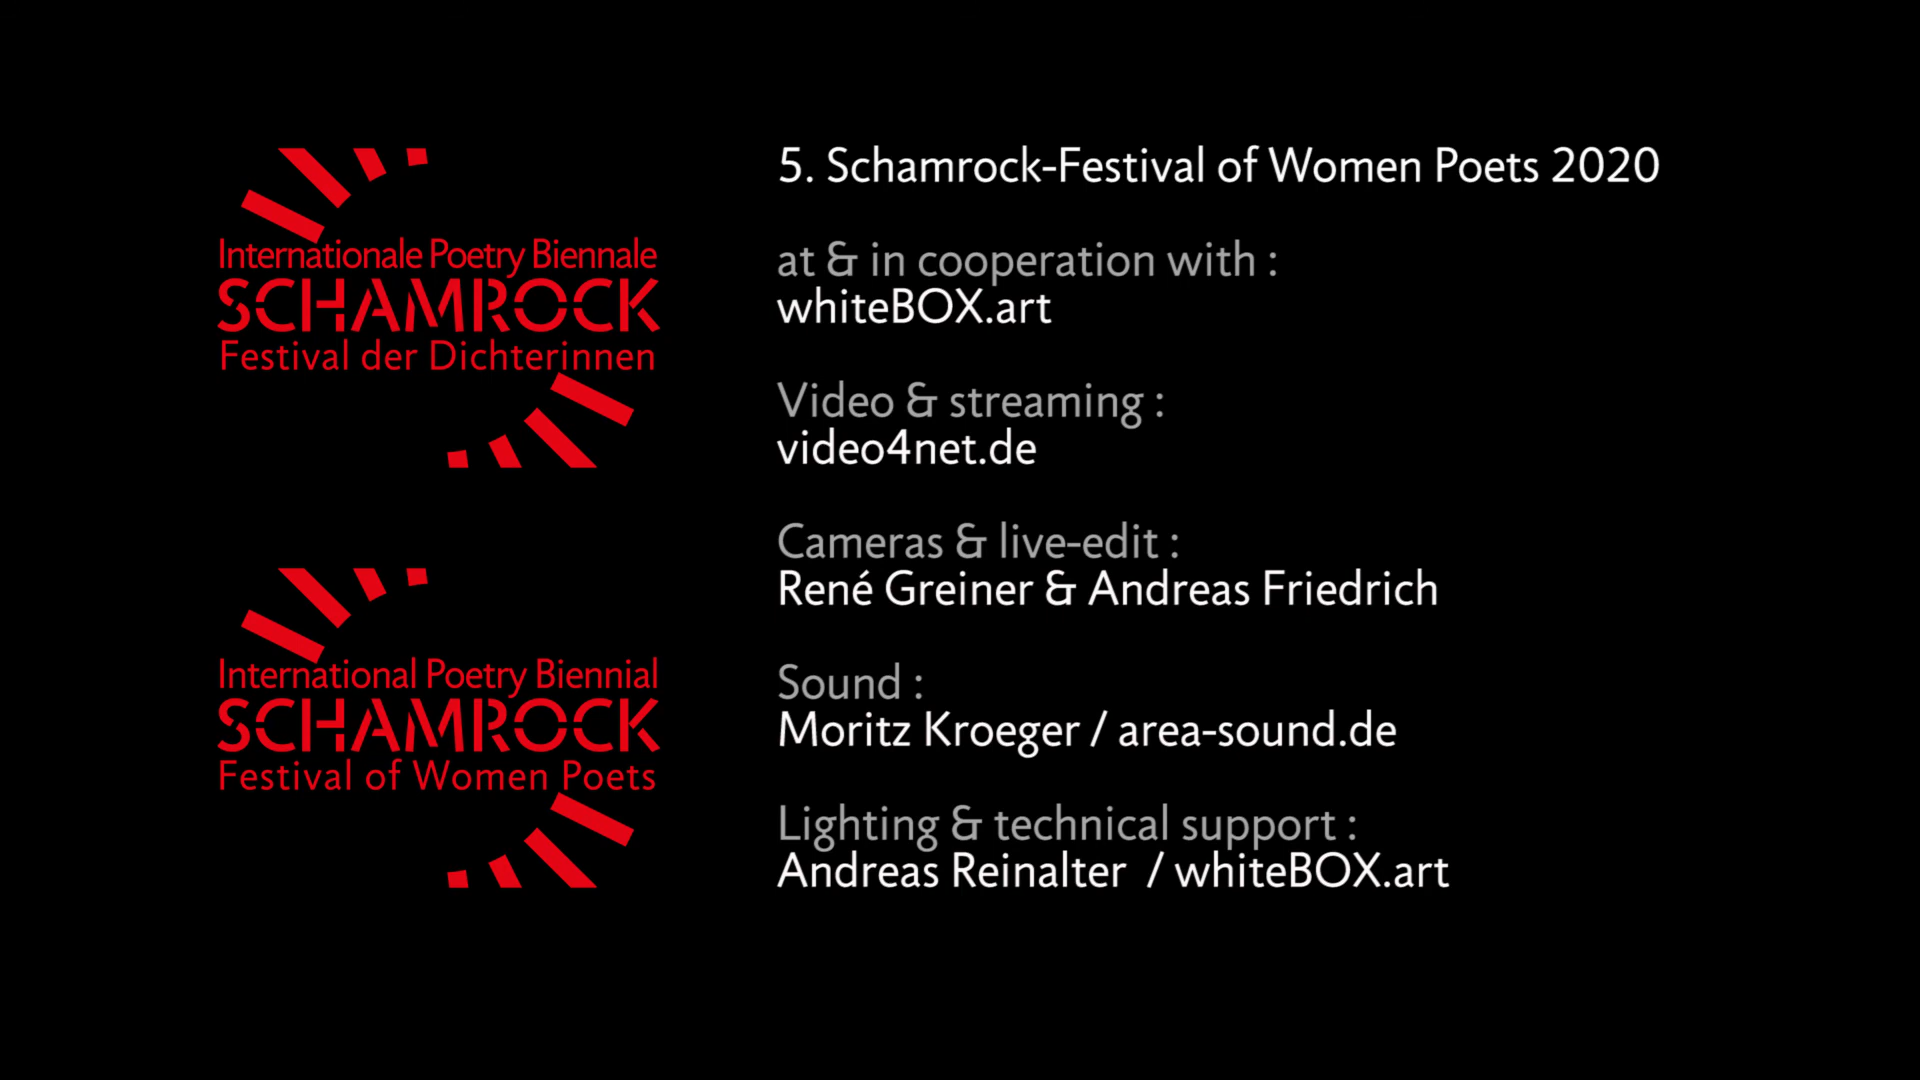 Internationale Poetry Biennale
SCHAMROCK
Festival der Dichterinnen
International Poetry Biennial
SCHAMROCK
Festival of Women Poets
5. Schamrock-Festival of Women Poets 2020
at & in cooperation with :
whiteBOX.art
Video & streaming :
video4net.de
Cameras & live-edit :
René Greiner & Andreas Friedrich
Sound :
Moritz Kroeger / area-sound.de
Lighting & technical support :
Andreas Reinalter / whiteBOX.art